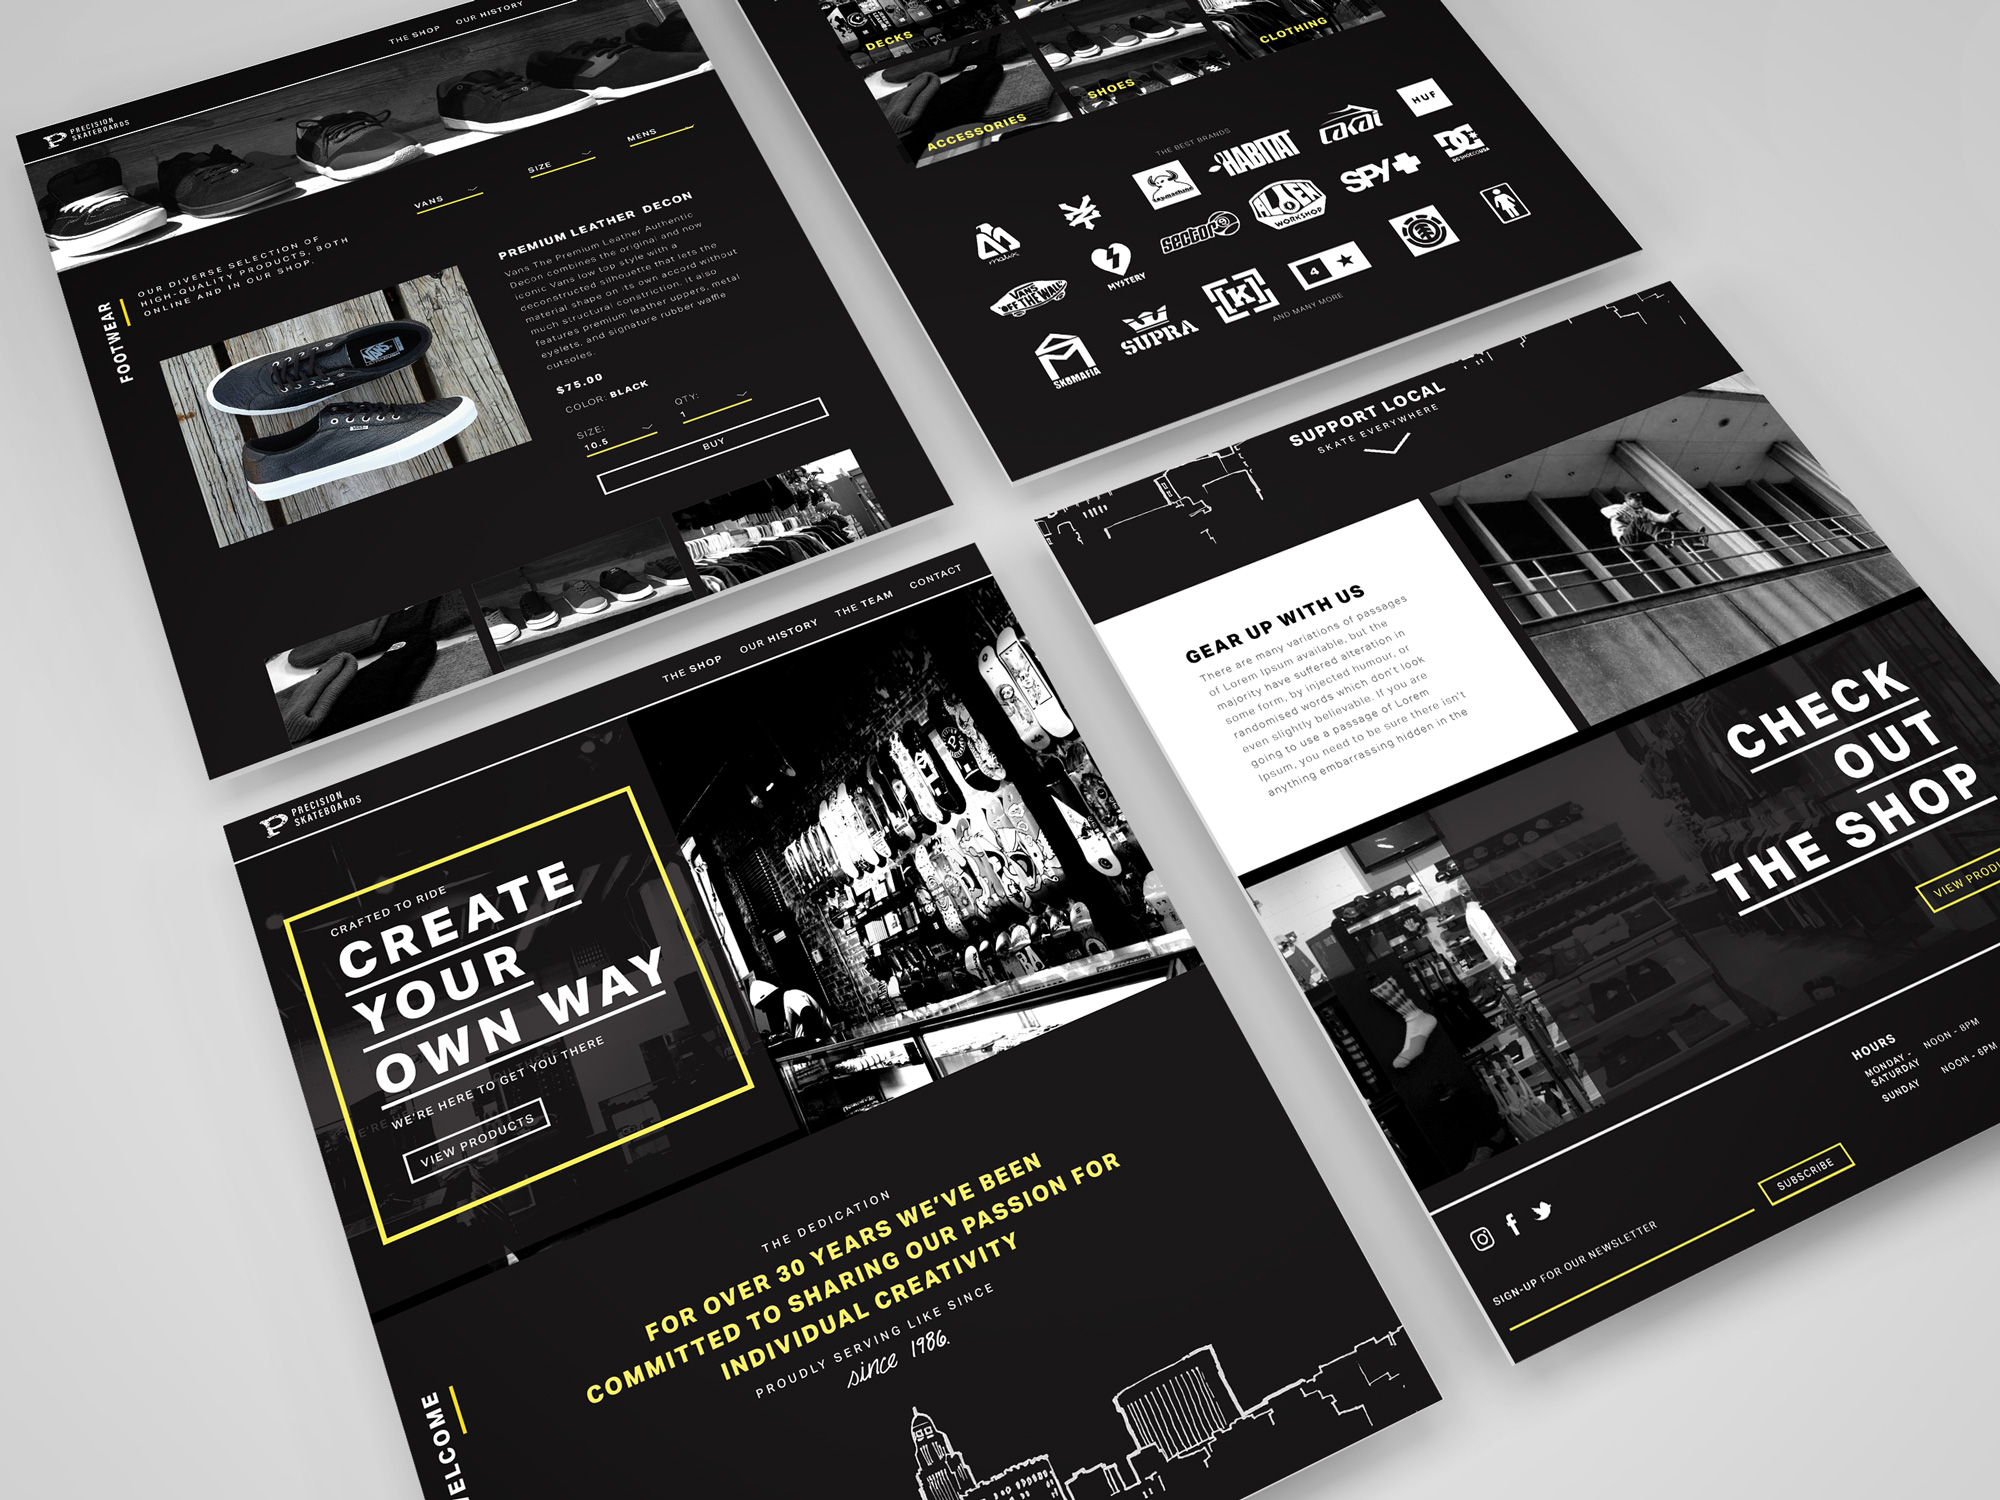 THE SHOP OUR HISTORY
PRECISION
SKATEBOARDS
VANS
SIZE
MENS
FOOTWEAR
OUR DIVERSE SELECTION OF
HIGH-QUALITY PRODUCTS, BOTH
ONLINE AND IN OUR SHOP.
VANS
PREMIUM LEATHER DECON
Vans The Premium Leather Authentic
Decon combines the original and now
iconic Vans low top style with a
deconstructed silhouette that lets the
material shape on its own accord without
much structural constriction. It also
features premium leather uppers, metal
eyelets, and signature rubber waffle
outsoles.
$75.00
COLOR: BLACK
SIZE:
10.5
QTY:
1
BUY
DECKS
CLOTHING
SHOES
ACCESSORIES
THE BEST BRANDS
HABITAT
lakai
HUF
toymachine
SPY
DC
DCSHOECOUSA
sector 9
ALIEN
WORKSHOP
MYSTERY
matix
VANS
"OFF THE WALL"
SK8MAFIA
SUPRA
[K]
4
AND MANY MORE
PRECISION
SKATEBOARDS
THE SHOP OUR HISTORY THE TEAM CONTACT
CRAFTED TO RIDE
CREATE
YOUR
OWN WAY
WE'RE HERE TO GET YOU THERE
VIEW PRODUCTS
THE DEDICATION
FOR OVER 30 YEARS WE'VE BEEN
COMMITTED TO SHARING OUR PASSION FOR
INDIVIDUAL CREATIVITY
PROUDLY SERVING LIKE SINCE
since 1986.
SUPPORT LOCAL
SKATE EVERYWHERE
GEAR UP WITH US
There are many variations of passages
of Lorem Ipsum available, but the
majority have suffered alteration in
some form, by injected humour, or
randomised words which don't look
even slightly believable. If you are
going to use a passage of Lorem
Ipsum, you need to be sure there isn't
anything embarrassing hidden in the
CHECK
OUT
THE SHOP
VIEW PRODU
HOURS
MONDAY - NOON - 8PM
SATURDAY
SUNDAY NOON - 6PM
SIGN-UP FOR OUR NEWSLETTER
SUBSCRIBE